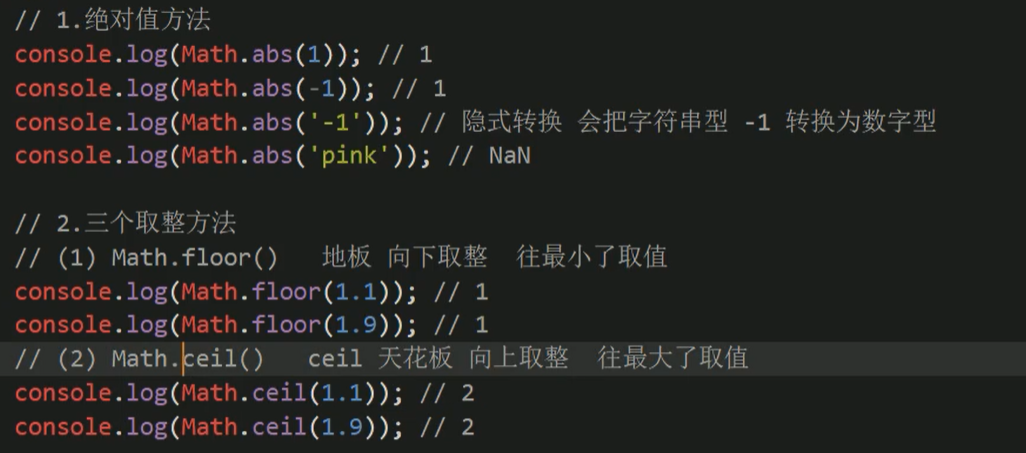 // 1.绝对值方法
console.log(Math.abs(1)); // 1
console.log(Math.abs(-1)); // 1
console.log(Math.abs('-1')); // 隐式转换 会把字符串型 -1 转换为数字型
console.log(Math.abs('pink')); // NaN
// 2.三个取整方法
// (1) Math.floor()   地板 向下取整  往最小了取值
console.log(Math.floor(1.1)); // 1
console.log(Math.floor(1.9)); // 1
// (2) Math.ceil()   ceil 天花板 向上取整  往最大了取值
console.log(Math.ceil(1.1)); // 2
console.log(Math.ceil(1.9)); // 2